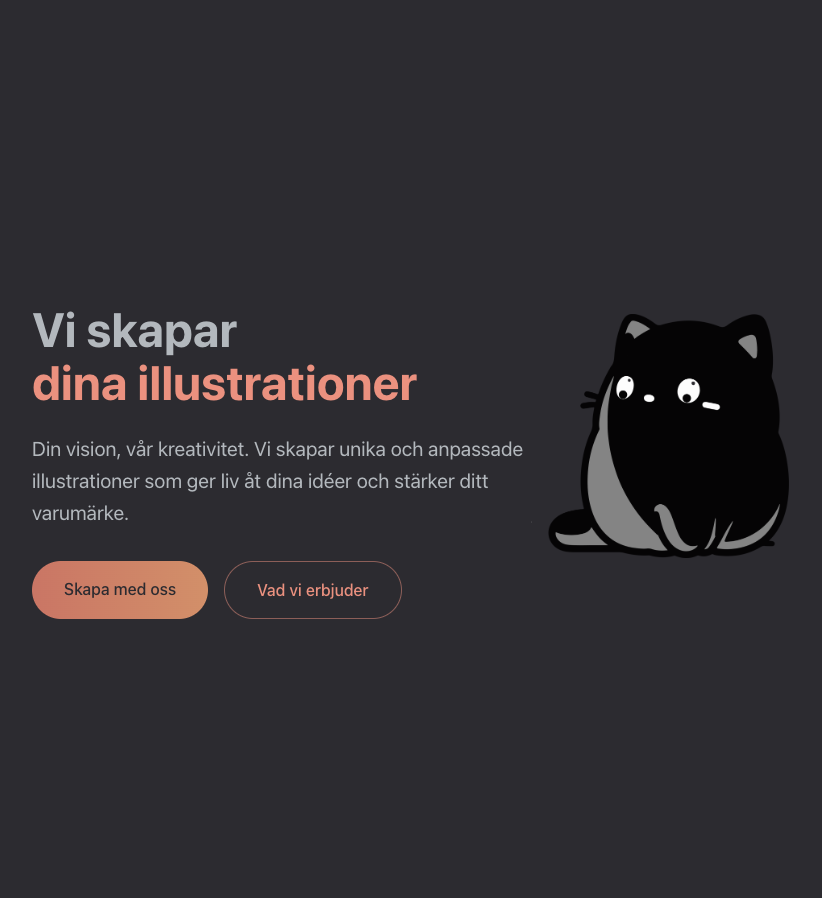 Vi skapar
dina illustrationer
Din vision, vår kreativitet. Vi skapar unika och anpassade
illustrationer som ger liv åt dina idéer och stärker ditt
varumärke.
Skapa med oss
Vad vi erbjuder